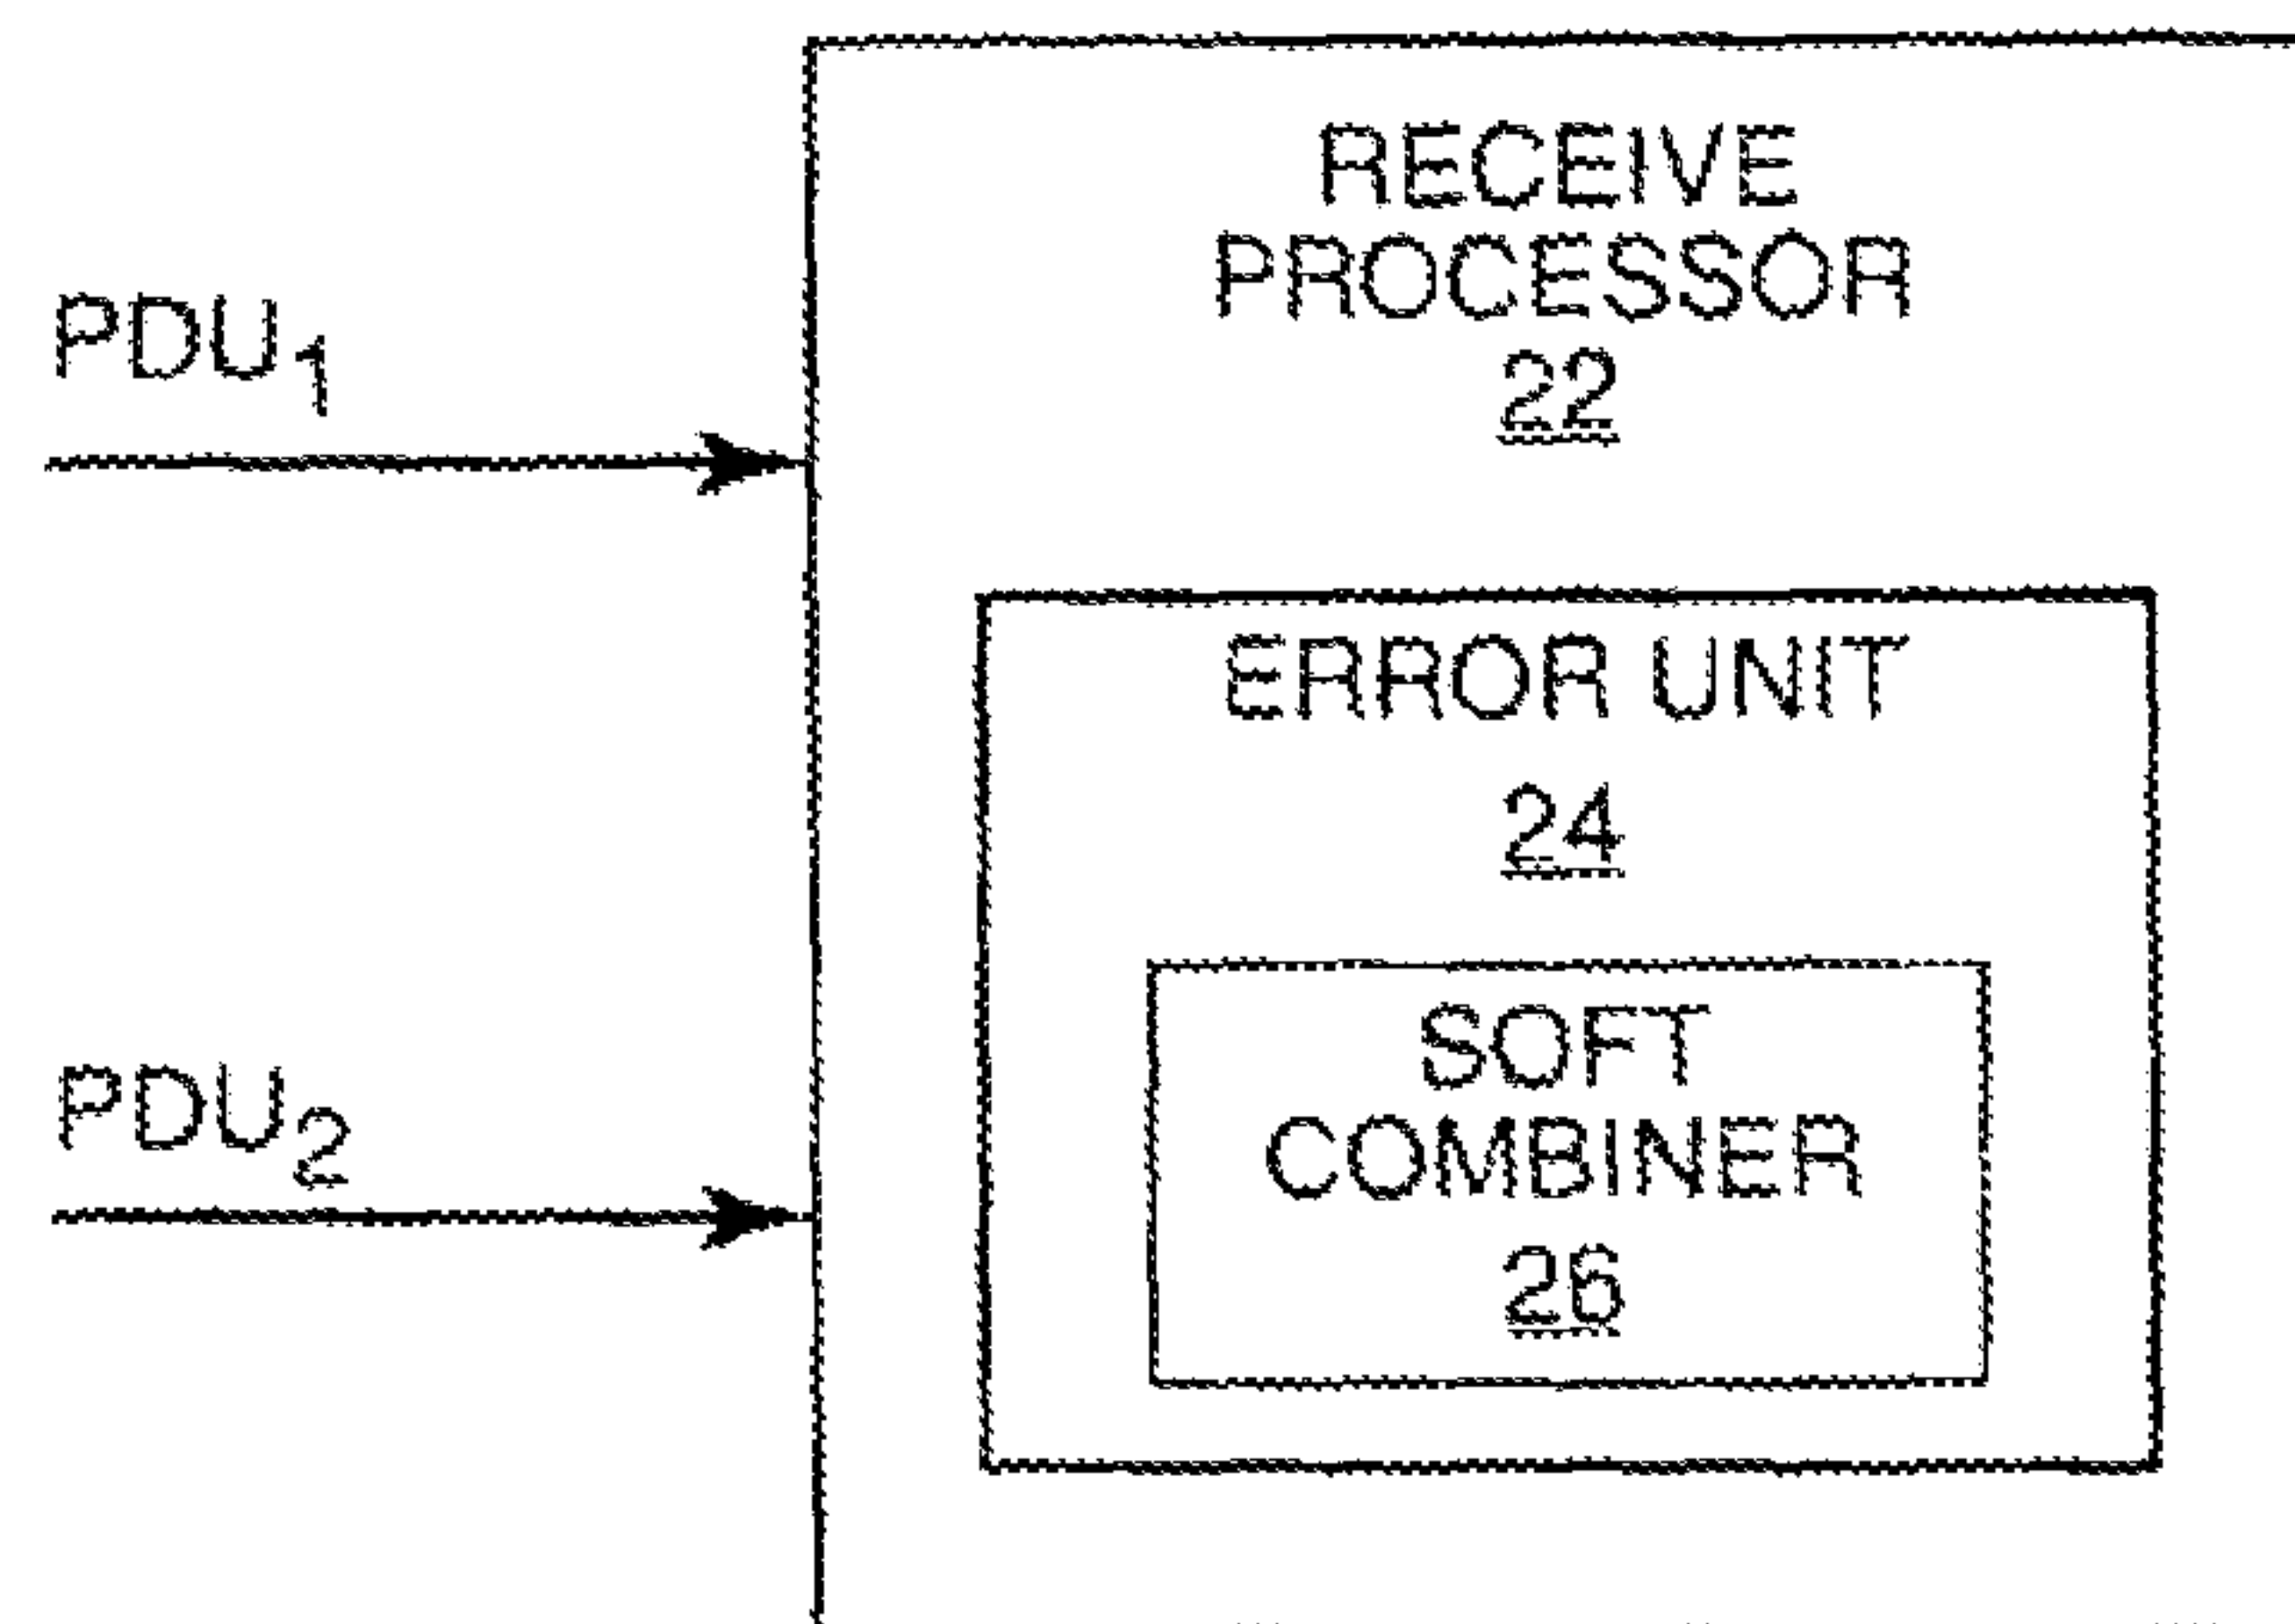 RECEIVE
PROCESSOR
22
PDU1
ERROR UNIT
24
SOFT
COMBINER
26
PDU2